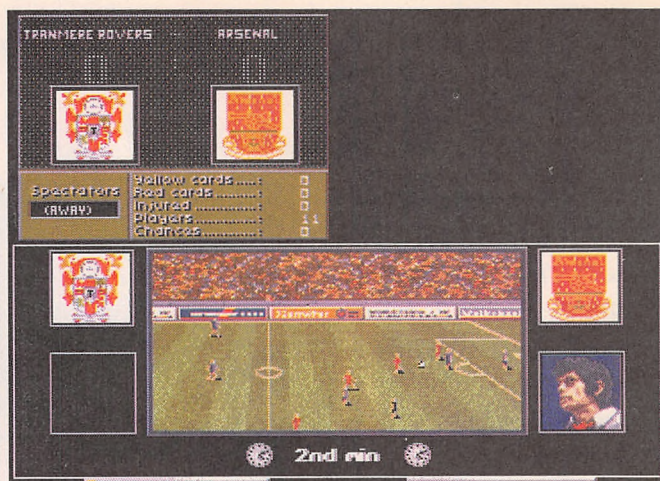 TRANMERE ROVERS
ARSENAL
Spectators
(AWAY)
Yellow cards.....: 0
Red cards........: 0
Injured..........: 0
Players..........: 11
Chances..........: 0
2nd min